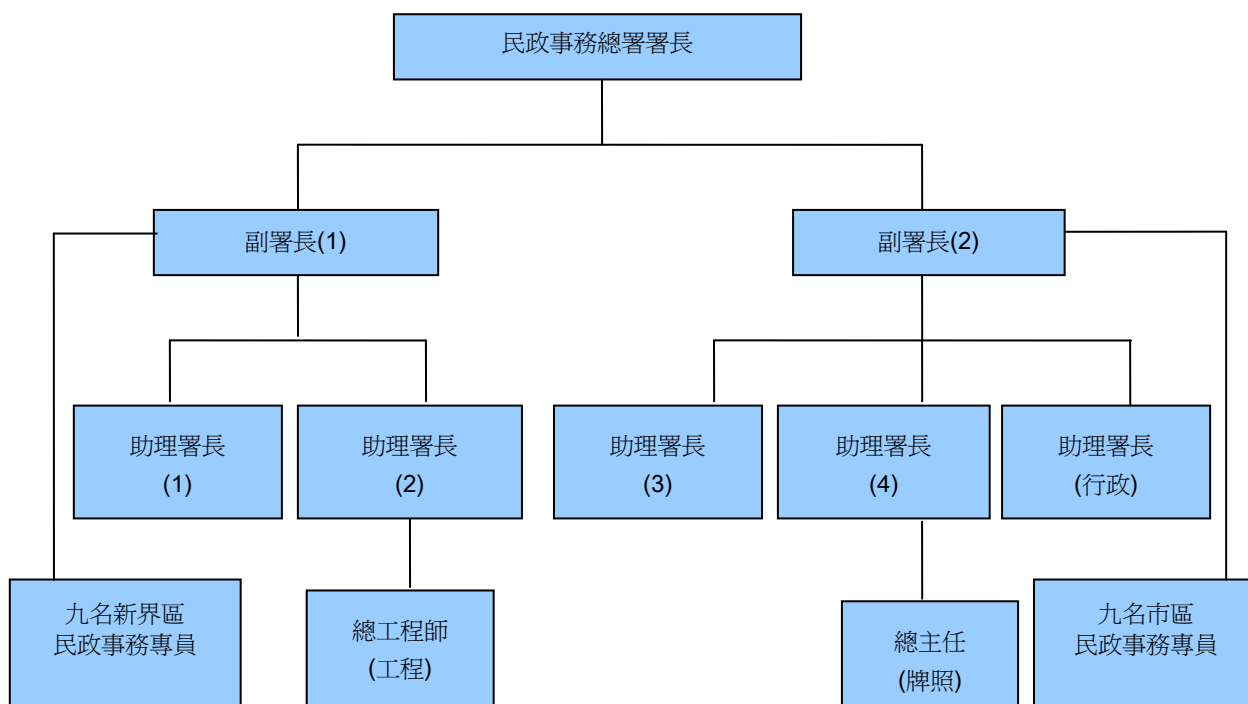 民政事務總署署長
副署長(1)
副署長(2)
助理署長
(1)
助理署長
(2)
助理署長
(3)
助理署長
(4)
助理署長
(行政)
九名新界區
民政事務專員
總工程師
(工程)
總主任
(牌照)
九名市區
民政事務專員